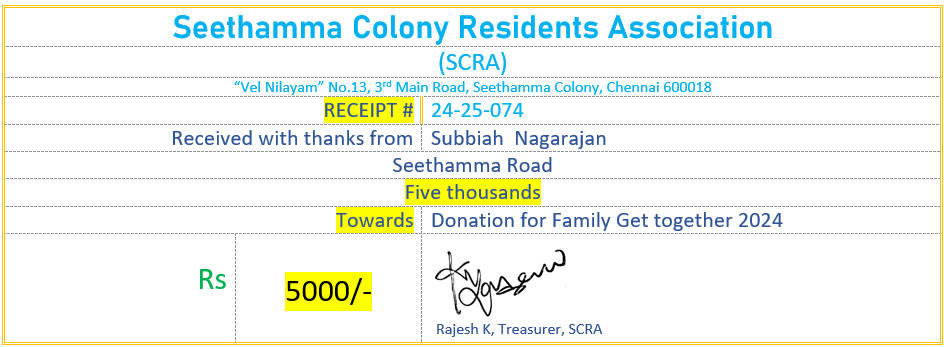 Seethamma Colony Residents Association
(SCRA)
“Vel Nilayam” No.13, 3rd Main Road, Seethamma Colony, Chennai 600018
RECEIPT # 24-25-074
Received with thanks from Subbiah Nagarajan
Seethamma Road
Five thousands
Towards Donation for Family Get together 2024
Rs 5000/-
Rajesh K, Treasurer, SCRA